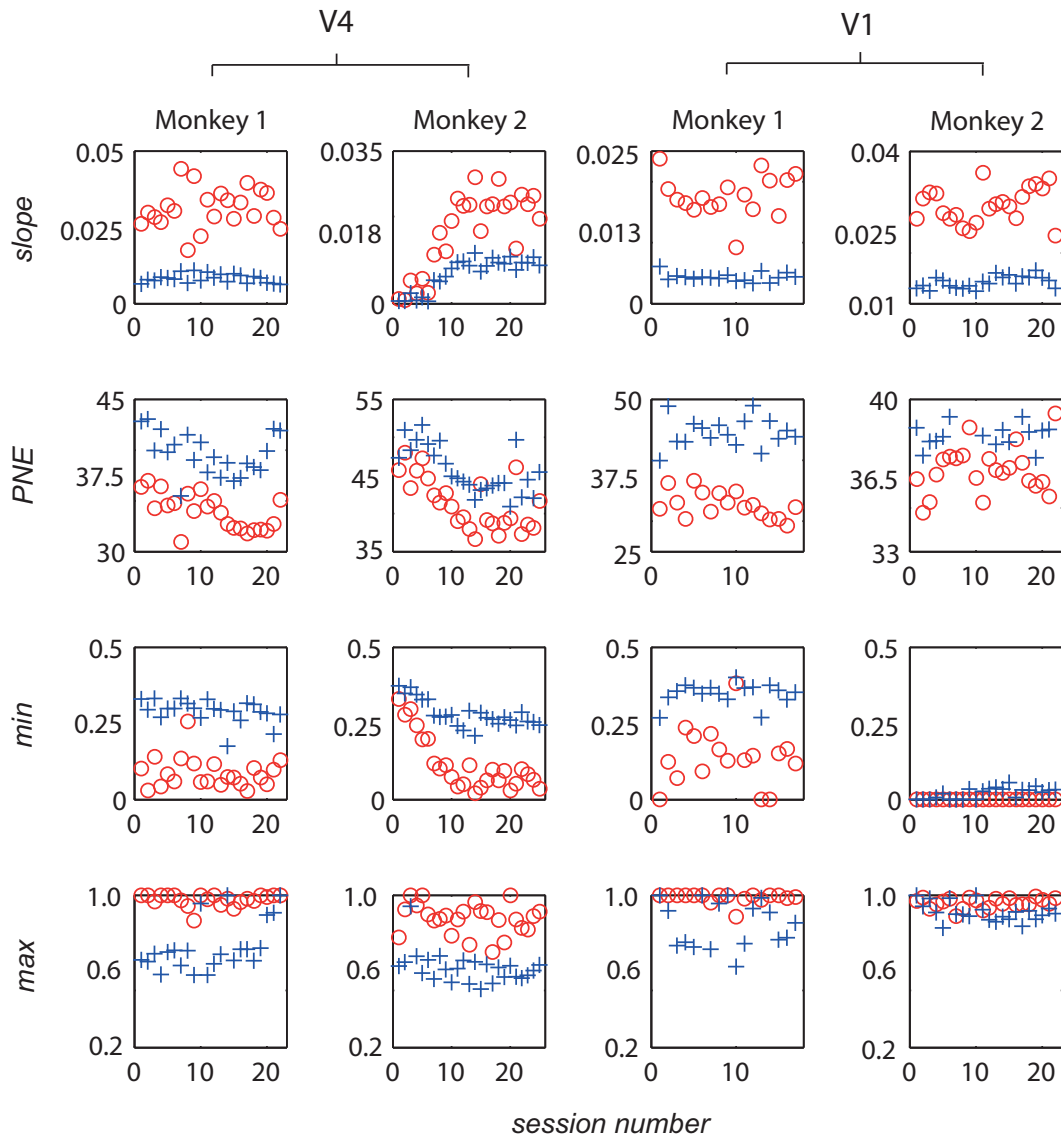 V4 V1
Monkey 1 Monkey 2 Monkey 1 Monkey 2
slope
0.05 0.035 0.025 0.04
0.025 0.018 0.013 0.025
0 0 0 0.01
0 10 20 0 10 20 0 10 0 10 20
PNE
45 55 50 40
37.5 45 37.5 36.5
30 35 25 33
0 10 20 0 10 20 0 10 0 10 20
min
0.5 0.5 0.5 0.5
0.25 0.25 0.25 0.25
0 0 0 0
0 10 20 0 10 20 0 10 0 10 20
max
1.0 1.0 1.0 1.0
0.6 0.6 0.6 0.6
0.2 0.2 0.2 0.2
0 10 20 0 10 20 0 10 0 10 20
session number